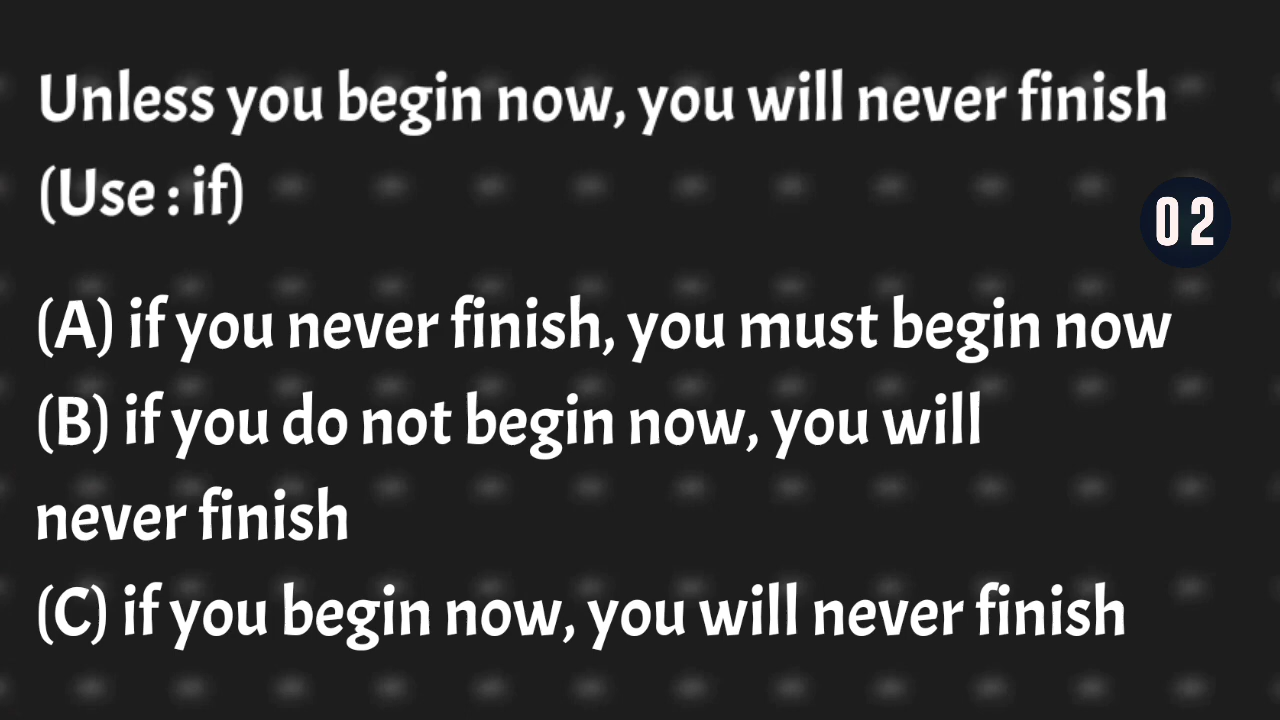 Unless you begin now, you will never finish
(Use : if)
02
(A) if you never finish, you must begin now
(B) if you do not begin now, you will
never finish
(C) if you begin now, you will never finish